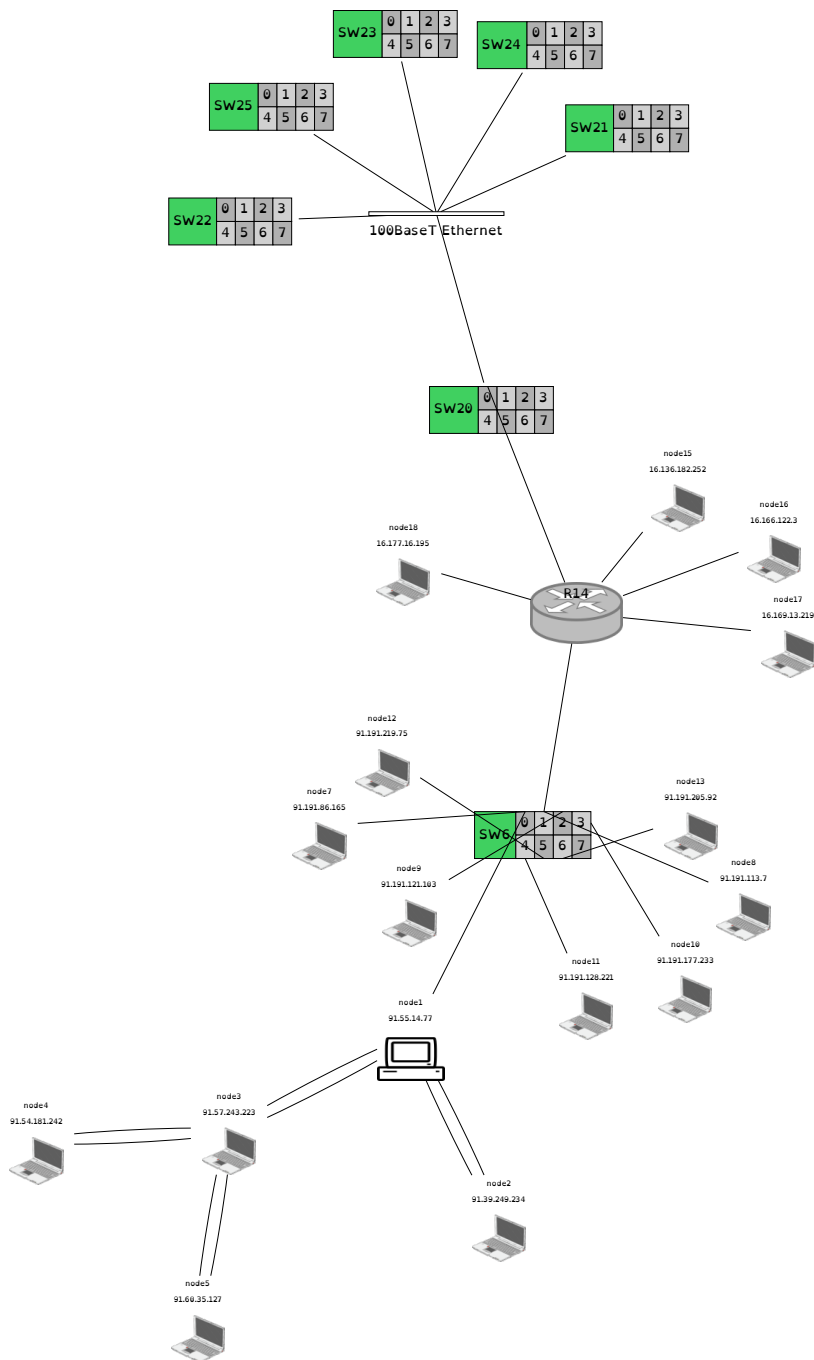 SW23 0 1 2 3
4 5 6 7
SW24 0 1 2 3
4 5 6 7
SW25 0 1 2 3
4 5 6 7
SW21 0 1 2 3
4 5 6 7
SW22 0 1 2 3
4 5 6 7
100BaseT Ethernet
SW20 0 1 2 3
4 5 6 7
node15
16.136.182.252
node16
16.166.122.3
node18
16.177.16.195
R14
node17
16.169.13.219
node12
91.191.219.75
node7
91.191.86.165
node13
91.191.205.92
SW6 0 1 2 3
4 5 6 7
node9
91.191.121.103
node8
91.191.113.7
node10
91.191.177.233
node11
91.191.128.221
node1
91.55.14.77
node3
91.57.243.223
node4
91.54.181.242
node2
91.39.249.234
node5
91.60.35.127